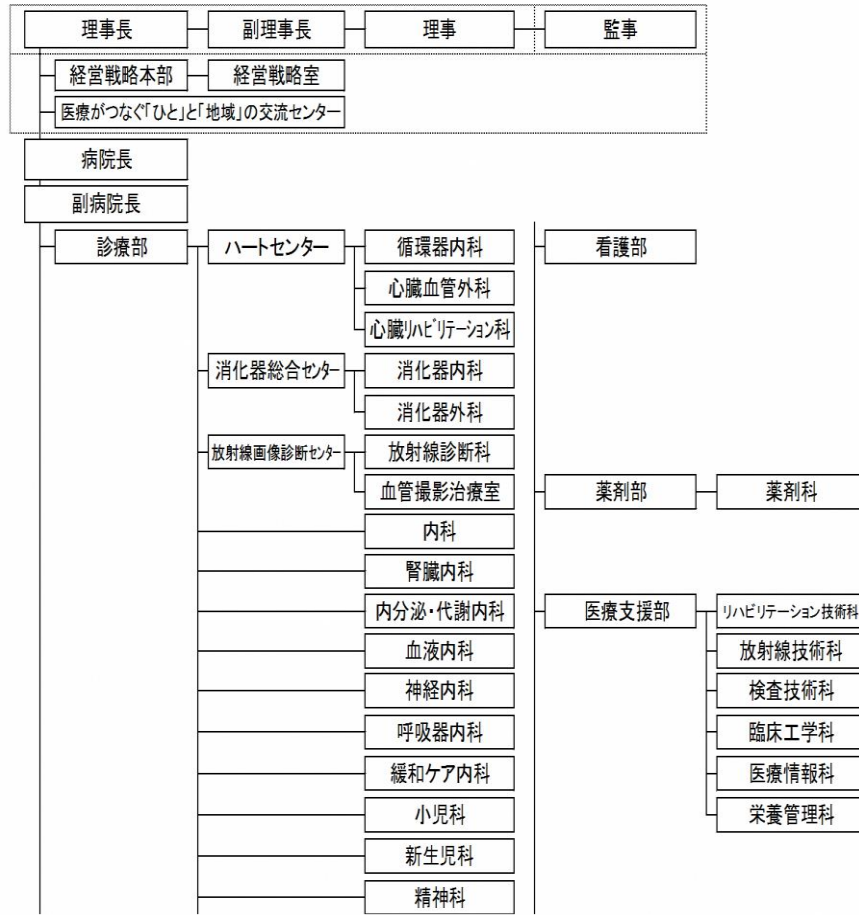 理事長 副理事長 理事 監事
経営戦略本部 経営戦略室
医療がつなぐ「ひと」と「地域」の交流センター
病院長
副病院長
診療部 ハートセンター 循環器内科 看護部
心臓血管外科
心臓リハビリテーション科
消化器総合センター 消化器内科
消化器外科
放射線画像診断センター 放射線診断科
血管撮影治療室 薬剤部 薬剤科
内科
腎臓内科
内分泌・代謝内科 医療支援部 リハビリテーション技術科
血液内科 放射線技術科
神経内科 検査技術科
呼吸器内科 臨床工学科
緩和ケア内科 医療情報科
小児科 栄養管理科
新生児科
精神科